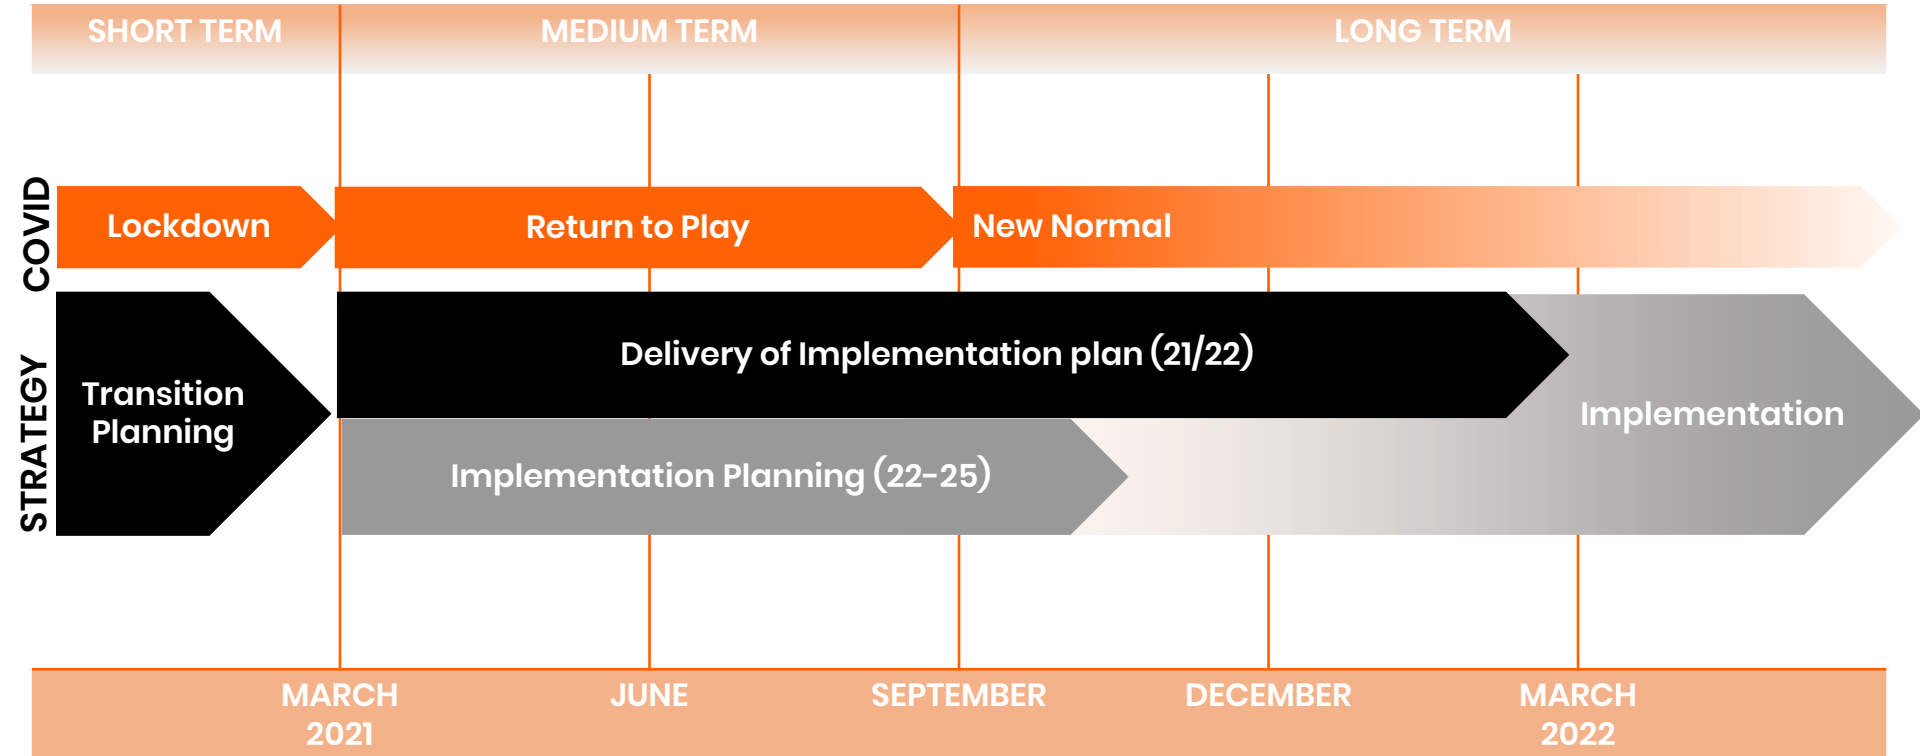 SHORT TERM
MEDIUM TERM
LONG TERM
COVID
Lockdown
Return to Play
New Normal
STRATEGY
Transition
Planning
Delivery of Implementation plan (21/22)
Implementation Planning (22-25)
Implementation
MARCH
2021
JUNE
SEPTEMBER
DECEMBER
MARCH
2022